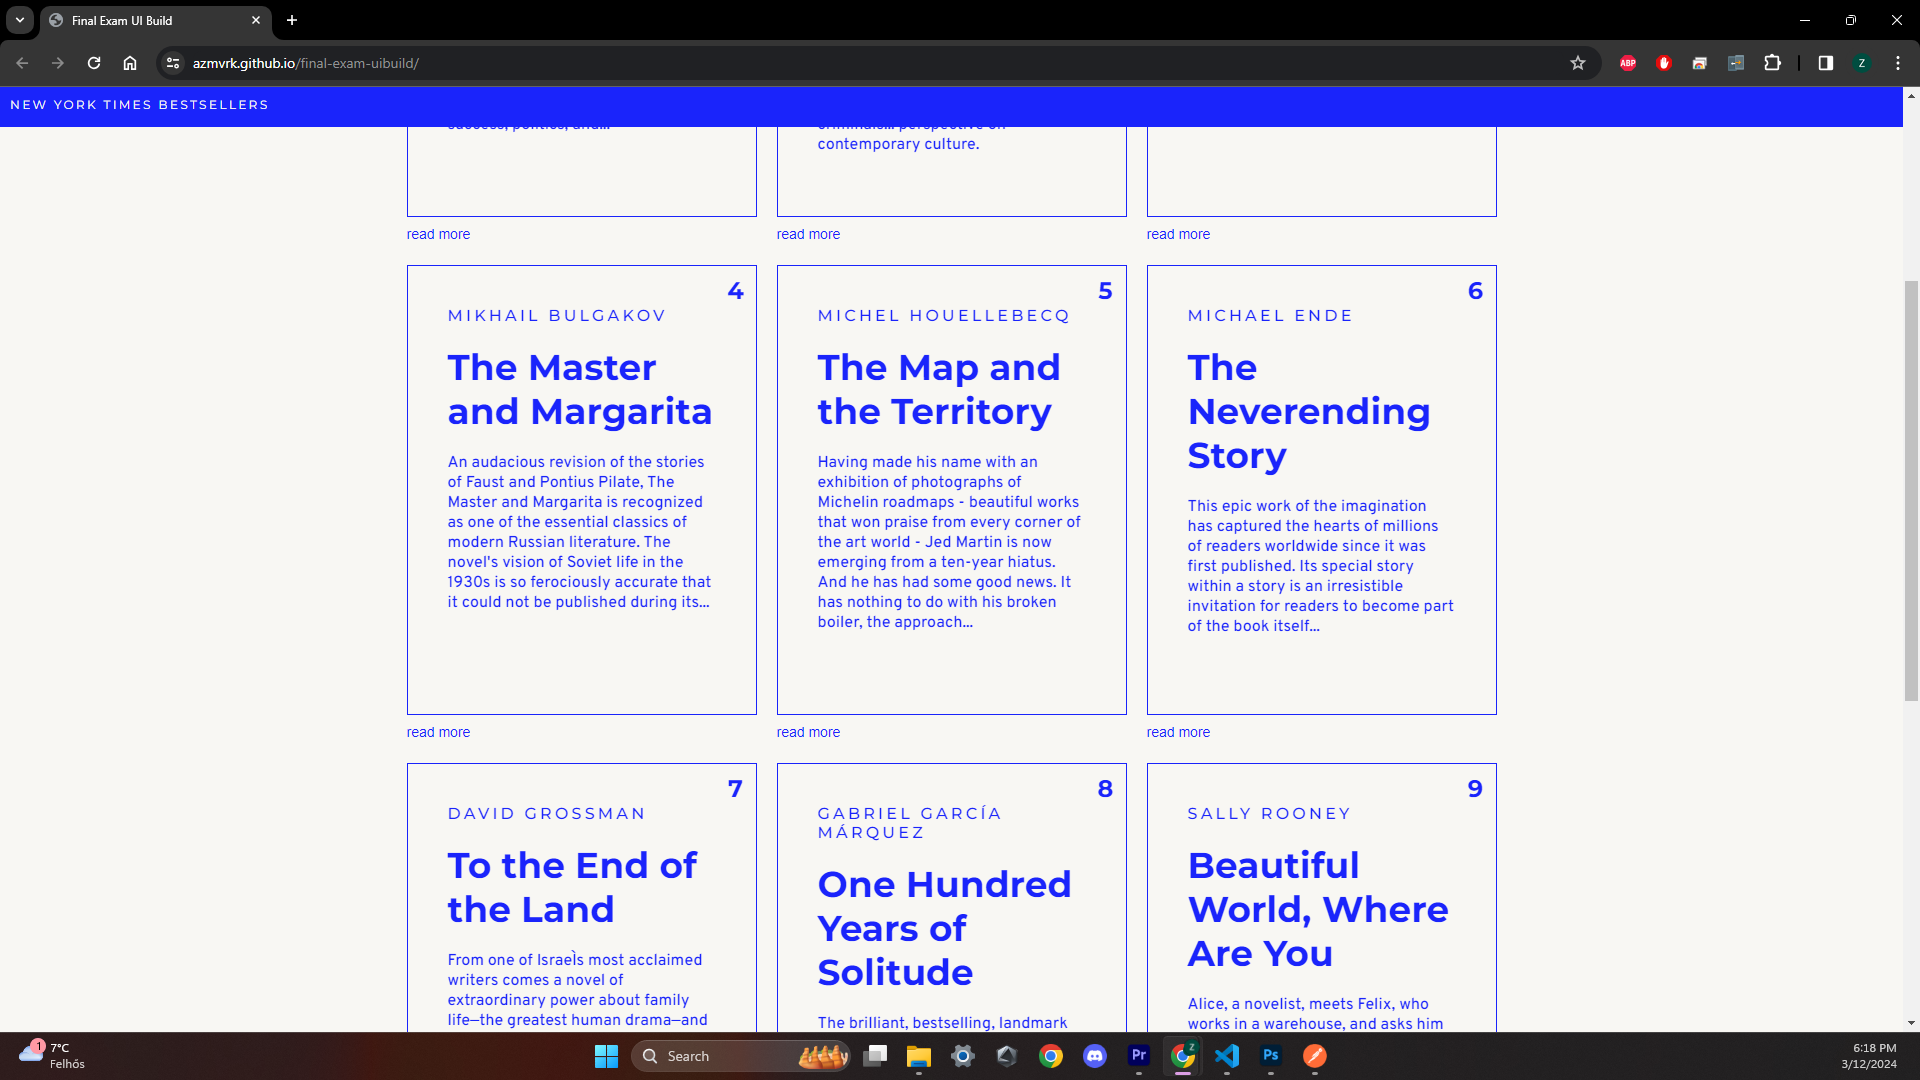 Final Exam UI Build
azmvrk.github.io/final-exam-uibuild/
ABP
Z
NEW YORK TIMES BESTSELLERS
success, politics, and...
criminals... perspective on
contemporary culture.
read more
read more
read more
4
MIKHAIL BULGAKOV
The Master
and Margarita
An audacious revision of the stories
of Faust and Pontius Pilate, The
Master and Margarita is recognized
as one of the essential classics of
modern Russian literature. The
novel's vision of Soviet life in the
1930s is so ferociously accurate that
it could not be published during its...
read more
5
MICHEL HOUELLEBECQ
The Map and
the Territory
Having made his name with an
exhibition of photographs of
Michelin roadmaps - beautiful works
that won praise from every corner of
the art world - Jed Martin is now
emerging from a ten-year hiatus.
And he has had some good news. It
has nothing to do with his broken
boiler, the approach...
read more
6
MICHAEL ENDE
The
Neverending
Story
This epic work of the imagination
has captured the hearts of millions
of readers worldwide since it was
first published. Its special story
within a story is an irresistible
invitation for readers to become part
of the book itself...
read more
7
DAVID GROSSMAN
To the End of
the Land
From one of Israel`s most acclaimed
writers comes a novel of
extraordinary power about family
life—the greatest human drama—and
8
GABRIEL GARCÍA
MÁRQUEZ
One Hundred
Years of
Solitude
The brilliant, bestselling, landmark
9
SALLY ROONEY
Beautiful
World, Where
Are You
Alice, a novelist, meets Felix, who
works in a warehouse, and asks him
1
7°C
Felhős
Search
Pr
Z
Ps
6:18 PM
3/12/2024